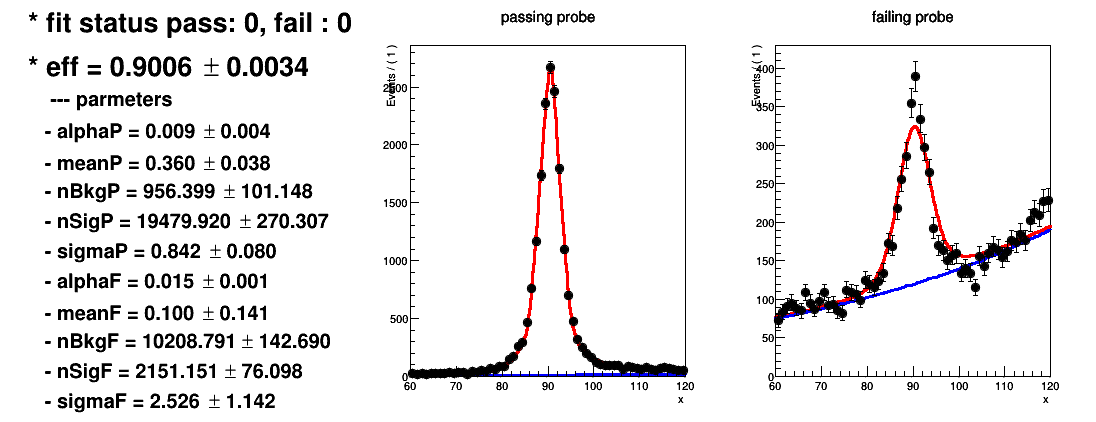 * fit status pass: 0, fail : 0
* eff = 0.9006 ± 0.0034
--- parmeters
- alphaP = 0.009 ± 0.004
- meanP = 0.360 ± 0.038
- nBkgP = 956.399 ± 101.148
- nSigP = 19479.920 ± 270.307
- sigmaP = 0.842 ± 0.080
- alphaF = 0.015 ± 0.001
- meanF = 0.100 ± 0.141
- nBkgF = 10208.791 ± 142.690
- nSigF = 2151.151 ± 76.098
- sigmaF = 2.526 ± 1.142
passing probe
Events / ( 1 )
2500
2000
1500
1000
500
0
60 70 80 90 100 110 120
x
failing probe
Events / ( 1 )
400
350
300
250
200
150
100
50
0
60 70 80 90 100 110 120
x